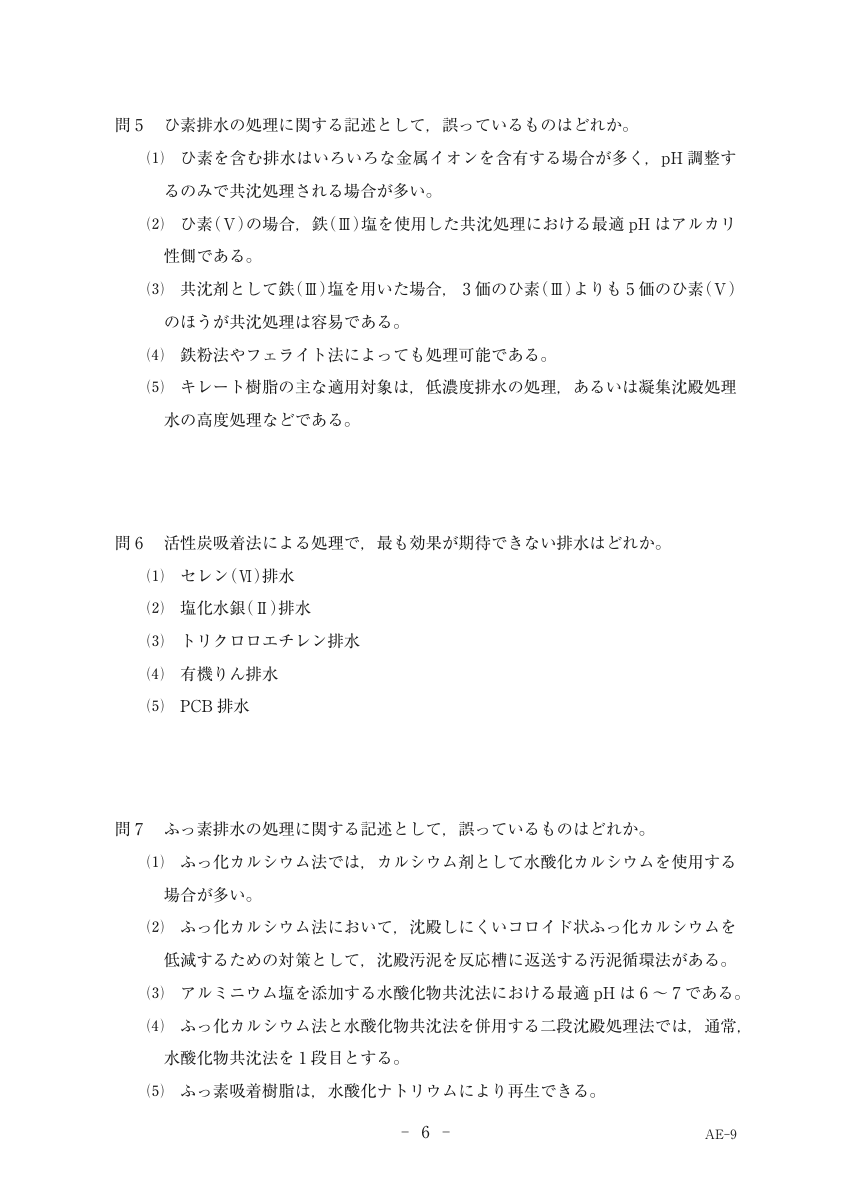 問5　ひ素排水の処理に関する記述として，誤っているものはどれか。
⑴　ひ素を含む排水はいろいろな金属イオンを含有する場合が多く，pH 調整す
るのみで共沈処理される場合が多い。
⑵　ひ素(Ⅴ)の場合，鉄(Ⅲ)塩を使用した共沈処理における最適 pH はアルカリ
性側である。
⑶　共沈剤として鉄(Ⅲ)塩を用いた場合，3価のひ素(Ⅲ)よりも5価のひ素(Ⅴ)
のほうが共沈処理は容易である。
⑷　鉄粉法やフェライト法によっても処理可能である。
⑸　キレート樹脂の主な適用対象は，低濃度排水の処理，あるいは凝集沈殿処理
水の高度処理などである。
問6　活性炭吸着法による処理で，最も効果が期待できない排水はどれか。
⑴　セレン(Ⅵ)排水
⑵　塩化水銀(Ⅱ)排水
⑶　トリクロロエチレン排水
⑷　有機りん排水
⑸　PCB 排水
問7　ふっ素排水の処理に関する記述として，誤っているものはどれか。
⑴　ふっ化カルシウム法では，カルシウム剤として水酸化カルシウムを使用する
場合が多い。
⑵　ふっ化カルシウム法において，沈殿しにくいコロイド状ふっ化カルシウムを
低減するための対策として，沈殿汚泥を反応槽に返送する汚泥循環法がある。
⑶　アルミニウム塩を添加する水酸化物共沈法における最適 pH は6〜7である。
⑷　ふっ化カルシウム法と水酸化物共沈法を併用する二段沈殿処理法では，通常，
水酸化物共沈法を1段目とする。
⑸　ふっ素吸着樹脂は，水酸化ナトリウムにより再生できる。
− 6 −
AE−9